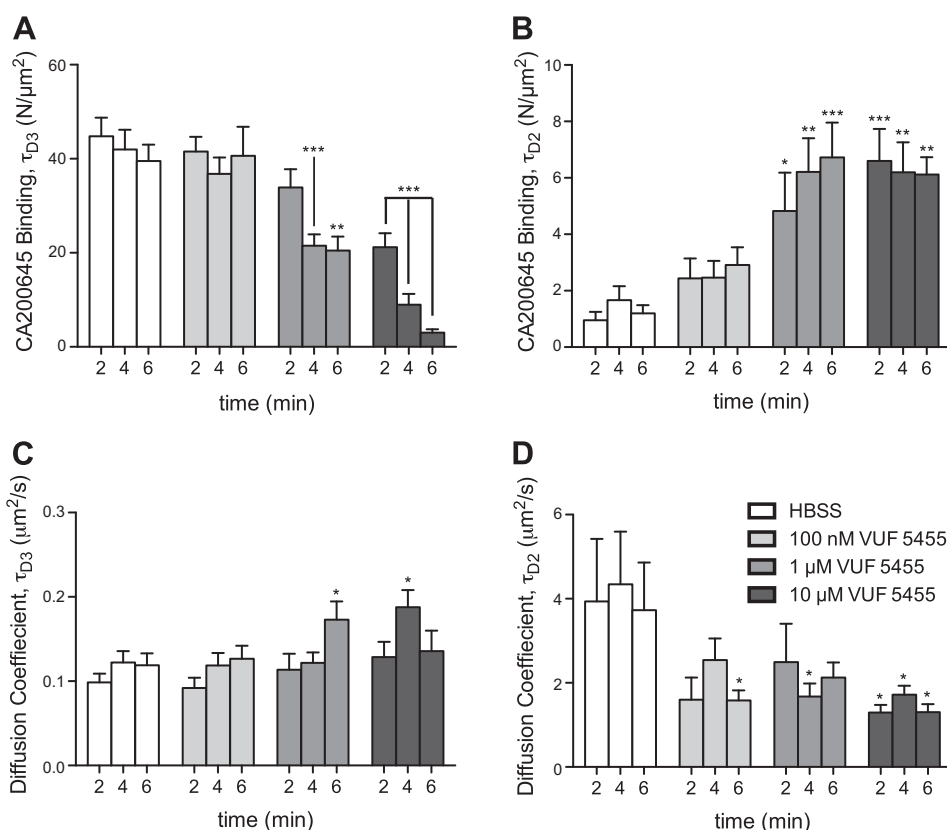 A
CA200645 Binding, τD3 (N/μm²)
60
40
20
0
***
**
***
2 4 6 2 4 6 2 4 6 2 4 6
time (min)
B
CA200645 Binding, τD2 (N/μm²)
10
8
6
4
2
0
*
**
***
***
**
**
2 4 6 2 4 6 2 4 6 2 4 6
time (min)
C
Diffusion Coeffiecient, τD3 (μm²/s)
0.3
0.2
0.1
0.0
*
*
2 4 6 2 4 6 2 4 6 2 4 6
time (min)
D
Diffusion Coeffiecient, τD2 (μm²/s)
6
4
2
0
HBSS
100 nM VUF 5455
1 μM VUF 5455
10 μM VUF 5455
*
*
*
*
*
2 4 6 2 4 6 2 4 6 2 4 6
time (min)